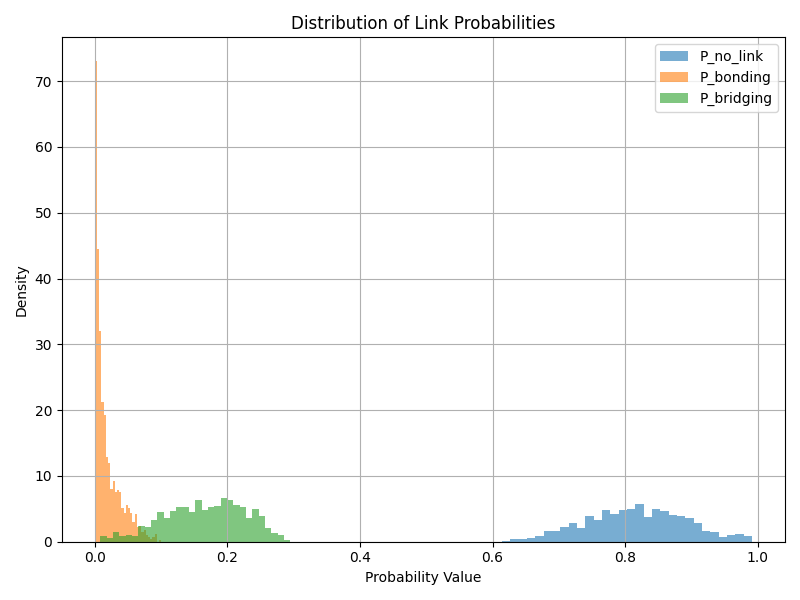 Distribution of Link Probabilities
P_no_link
P_bonding
P_bridging
Density
70
60
50
40
30
20
10
0
0.0 0.2 0.4 0.6 0.8 1.0
Probability Value